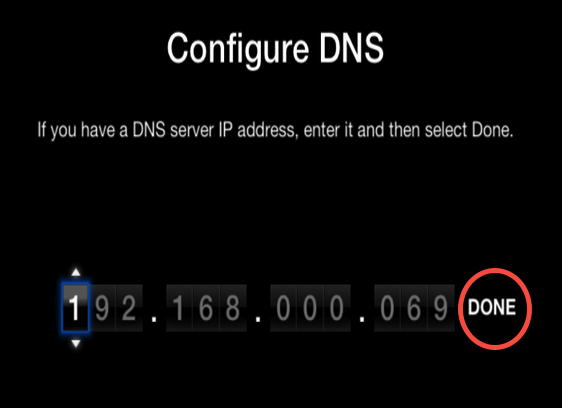 Configure DNS
If you have a DNS server IP address, enter it and then select Done.
192.168.000.069 DONE